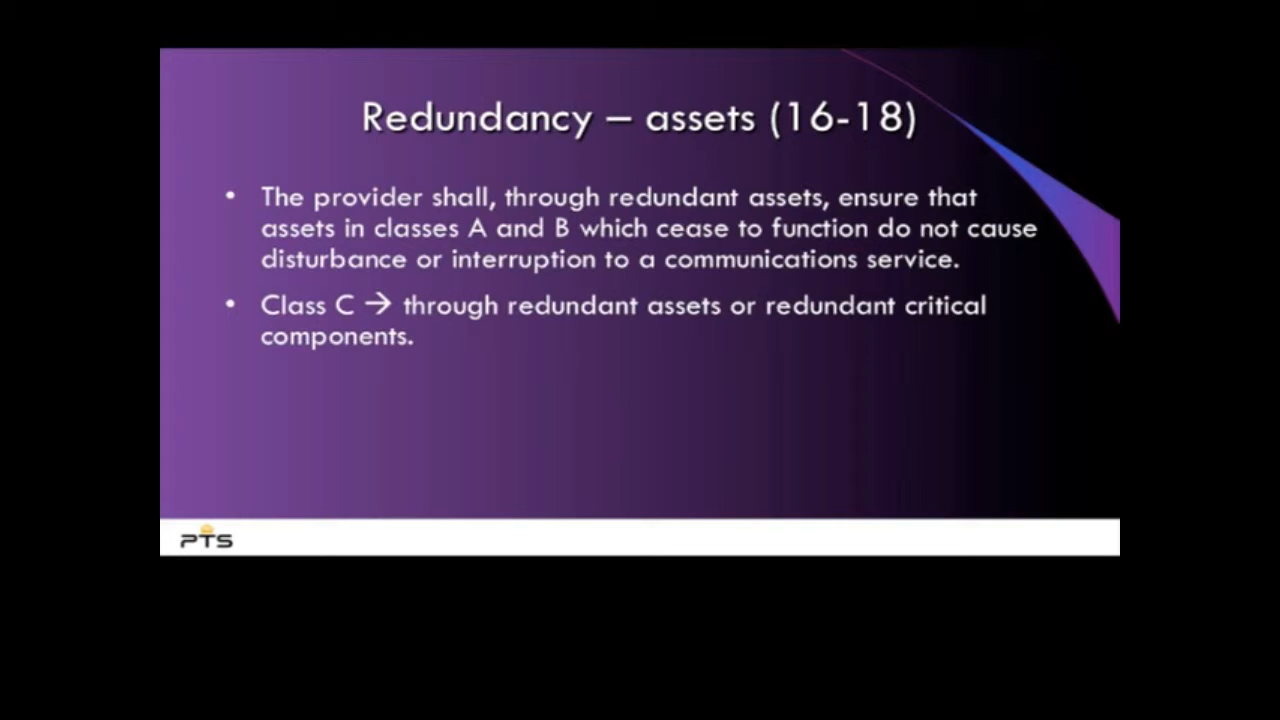 Redundancy – assets (16-18)
• The provider shall, through redundant assets, ensure that
assets in classes A and B which cease to function do not cause
disturbance or interruption to a communications service.
• Class C → through redundant assets or redundant critical
components.
PTS